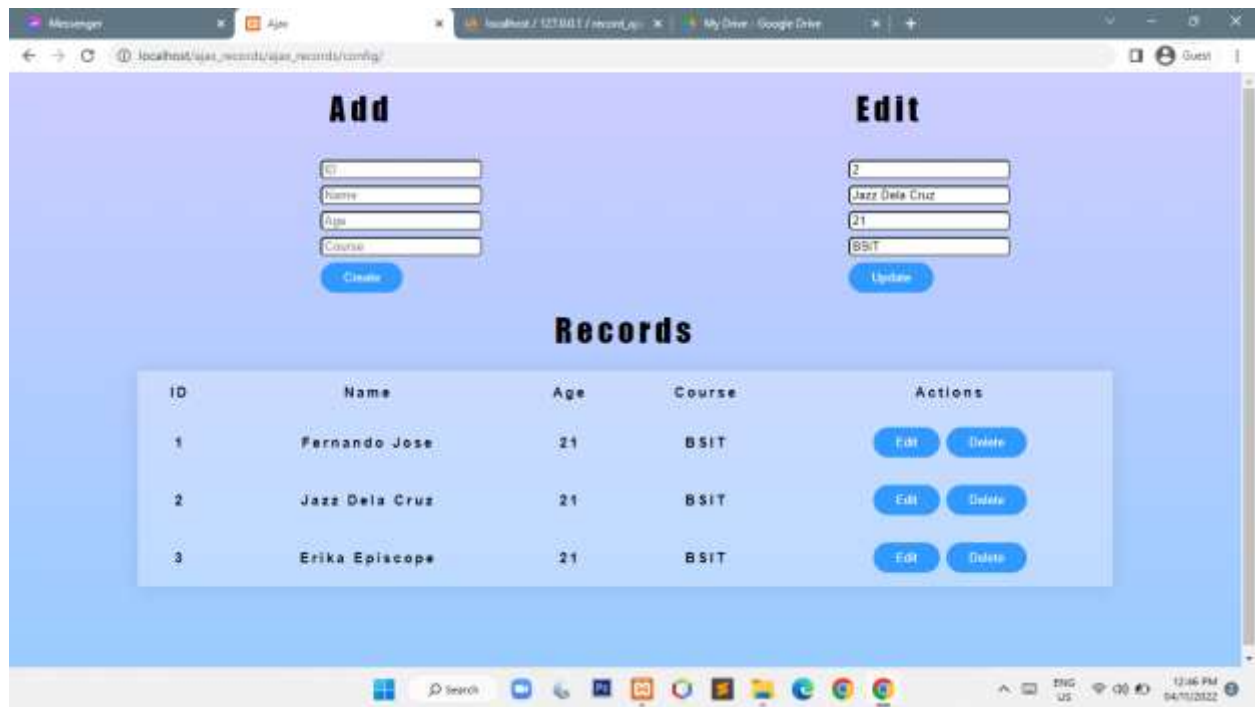 Messenger
Ajax
localhost / 127.0.0.1 / record_aj
My Drive - Google Drive
localhost/ajax_records/ajax_records/config/
Guest
Add
Edit
ID
2
Name
Jazz Dela Cruz
Age
21
Course
BSIT
Create
Update
Records
ID Name Age Course Actions
1 Fernando Jose 21 BSIT Edit Delete
2 Jazz Dela Cruz 21 BSIT Edit Delete
3 Erika Episcope 21 BSIT Edit Delete
Search
Ps
ENG
US
12:46 PM
04/11/2022